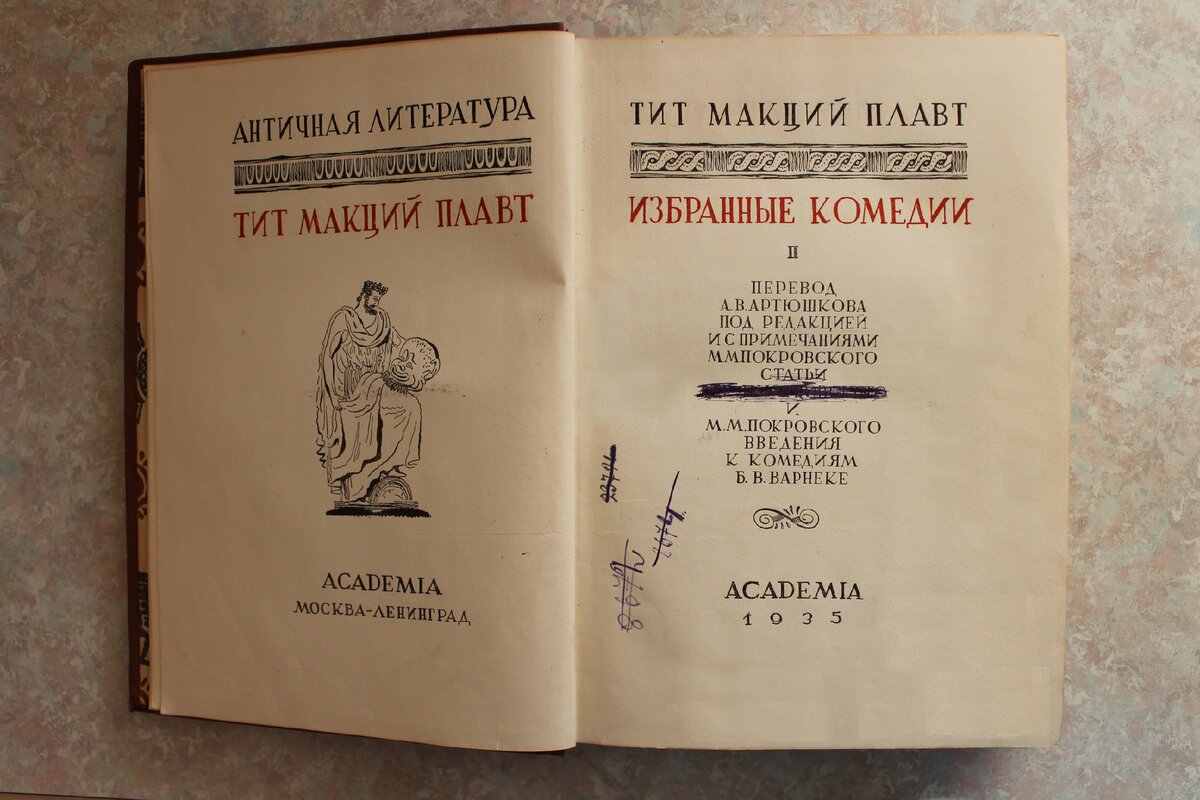 АНТИЧНАЯ ЛИТЕРАТУРА
ТИТ МАКЦИЙ ПЛАВТ
ACADEMIA
МОСКВА-ЛЕНИНГРАД
ТИТ МАКЦИЙ ПЛАВТ
ИЗБРАННЫЕ КОМЕДИИ
II
ПЕРЕВОД
А.В.АРТЮШКОВА
ПОД РЕДАКЦИЕЙ
И С ПРИМЕЧАНИЯМИ
М.М.ПОКРОВСКОГО
СТАТЬИ
И
М.М.ПОКРОВСКОГО
ВВЕДЕНИЯ
К КОМЕДИЯМ
Б.В.ВАРНЕКЕ
ACADEMIA
1935